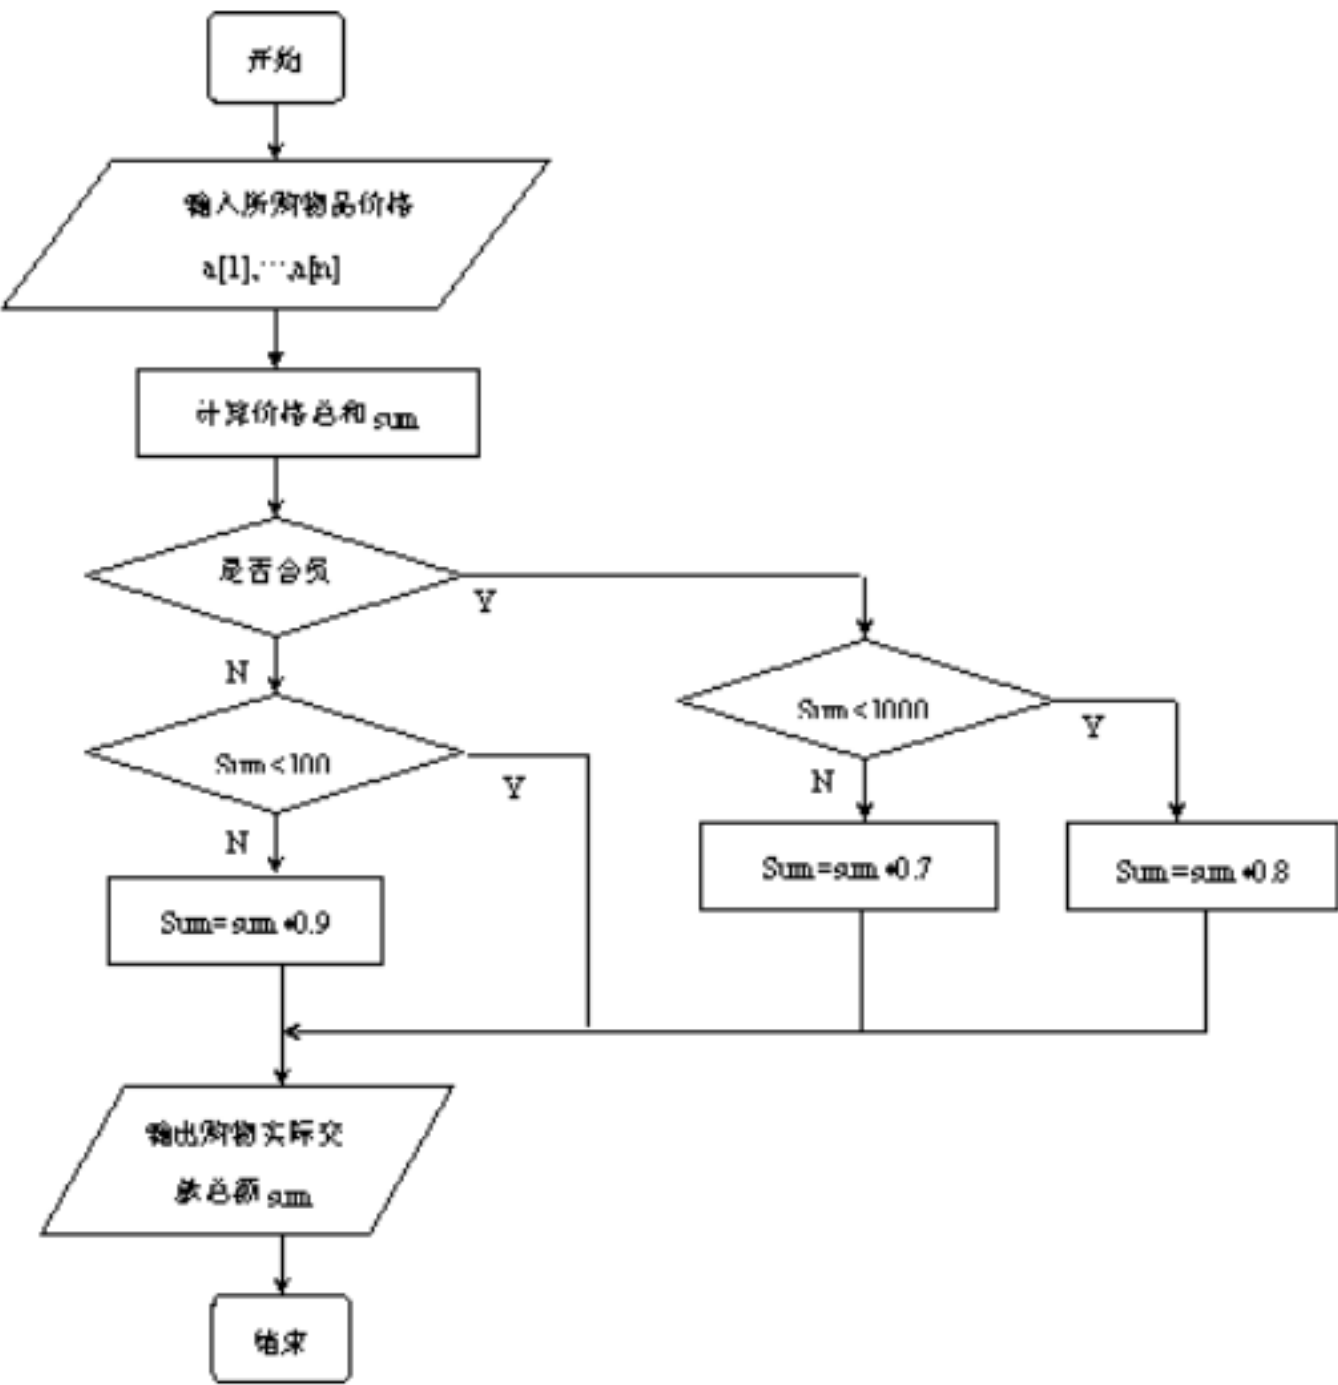 开始
输入所购物品价格
a[1],…,a[n]
计算价格总和 sum
是否会员
Y
N
Sum<1000
Y
N
Sum<100
Y
N
Sum=sum*0.7
Sum=sum*0.8
Sum=sum*0.9
输出购物实际交
款总额 sum
结束